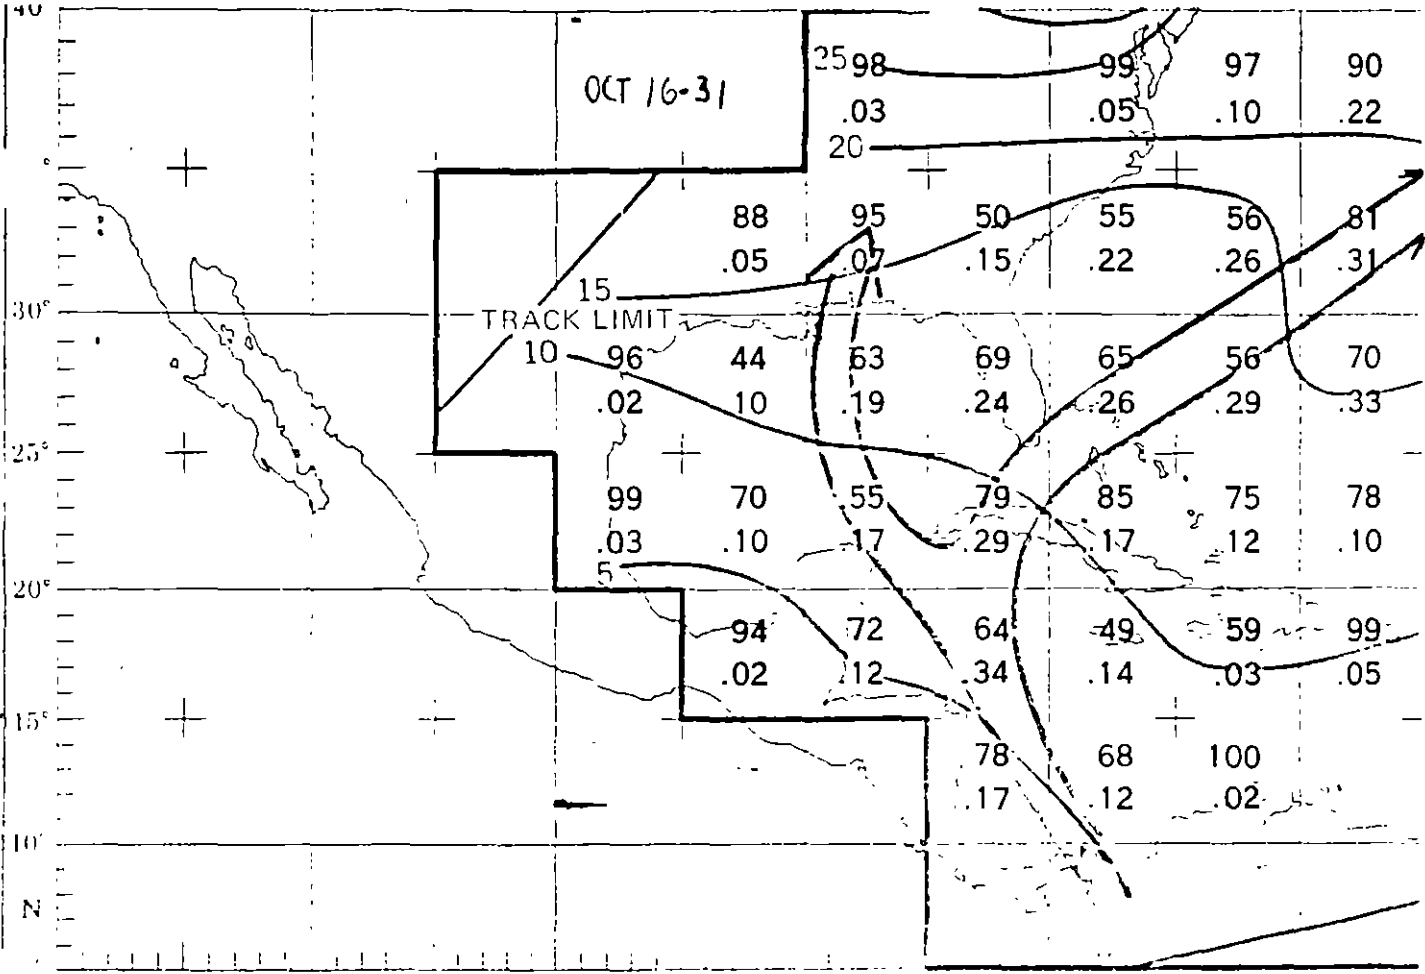 40
25 98 99 97 90
OCT 16-31
.03 .05 .10 .22
20
88 95 50 55 56 81
.05 .07 .15 .22 .26 .31
15
30°
TRACK LIMIT
10 96 44 63 69 65 56 70
.02 .10 .19 .24 .26 .29 .33
25°
99 70 55 79 85 75 78
.03 .10 .17 .29 .17 .12 .10
5
20°
94 72 64 49 59 99
.02 .12 .34 .14 .03 .05
15°
78 68 100
.17 .12 .02
10°
N